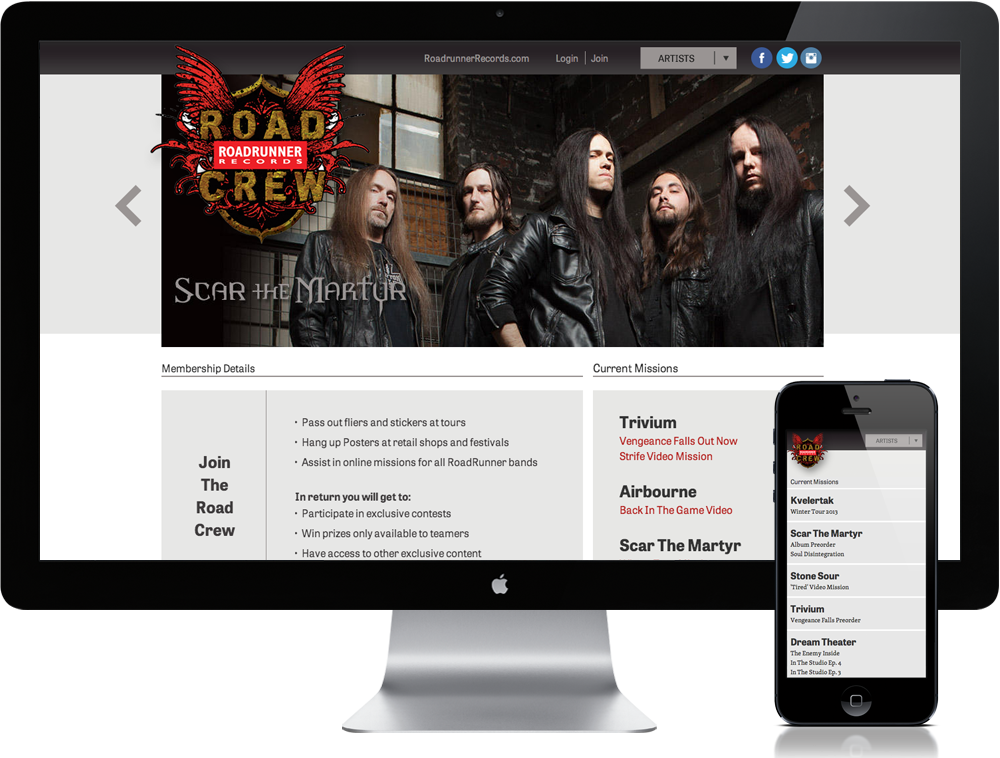 RoadrunnerRecords.com
Login | Join
ARTISTS
ROAD
ROADRUNNER
RECORDS
CREW
Scar the Martyr
Membership Details
Join
The
Road
Crew
• Pass out fliers and stickers at tours
• Hang up Posters at retail shops and festivals
• Assist in online missions for all RoadRunner bands
In return you will get to:
• Participate in exclusive contests
• Win prizes only available to teamers
• Have access to other exclusive content
Current Missions
Trivium
Vengeance Falls Out Now
Strife Video Mission
Airbourne
Back In The Game Video
Scar The Martyr
ROAD
CREW
ARTISTS
Current Missions
Kvelertak
Winter Tour 2013
Scar The Martyr
Album Preorder
Soul Disintegration
Stone Sour
'Tired' Video Mission
Trivium
Vengeance Falls Preorder
Dream Theater
The Enemy Inside
In The Studio Ep. 4
In The Studio Ep. 3